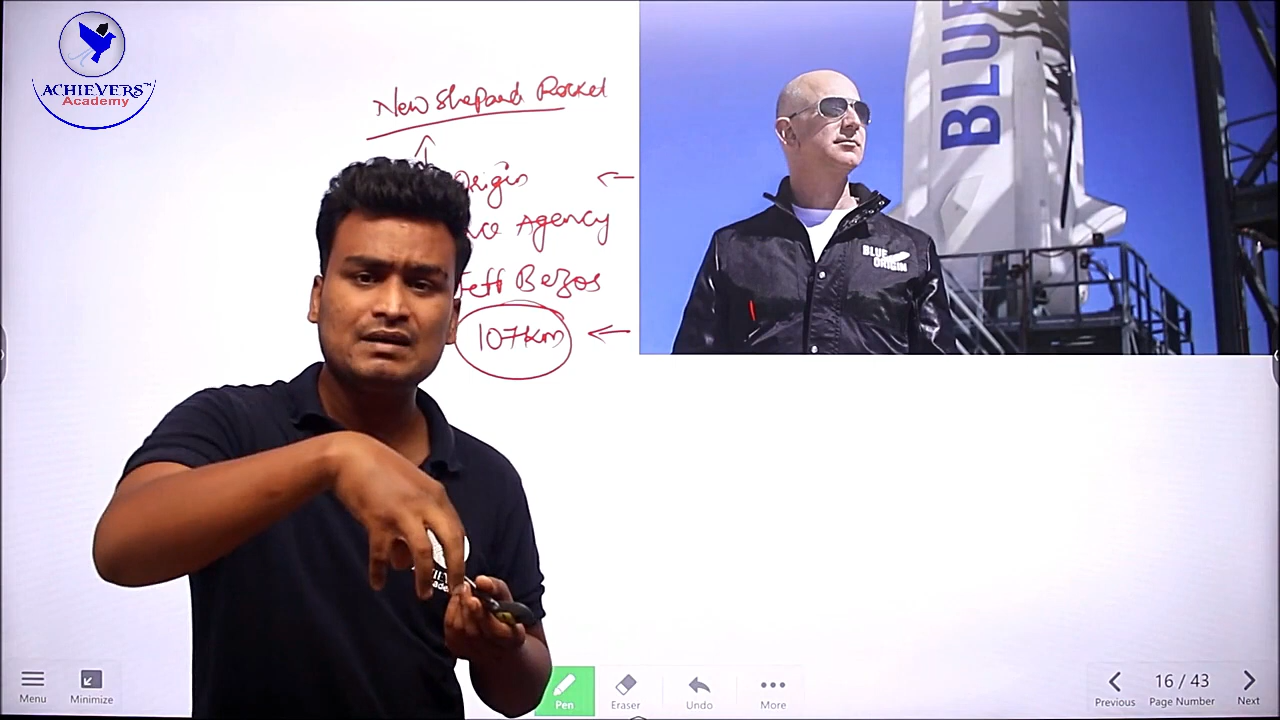 ACHIEVERS™
Academy
New Shepard Rocket
Origin
Agency
Jeff Bezos
107km
BLUE
BLUE
ORIGIN
Menu
Minimize
Pen
Eraser
Undo
More
Previous
16 / 43
Page Number
Next